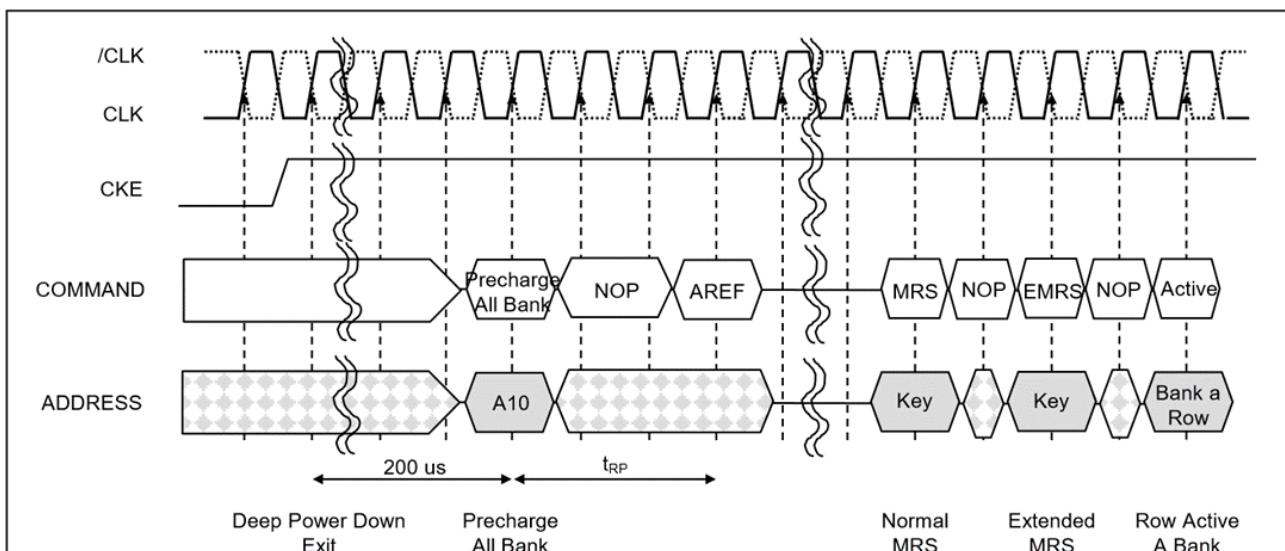 /CLK
CLK
CKE
COMMAND
Precharge
All Bank
NOP
AREF
MRS
NOP
EMRS
NOP
Active
ADDRESS
A10
Key
Key
Bank a
Row
200 us
tRP
Deep Power Down
Exit
Precharge
All Bank
Normal
MRS
Extended
MRS
Row Active
A Bank